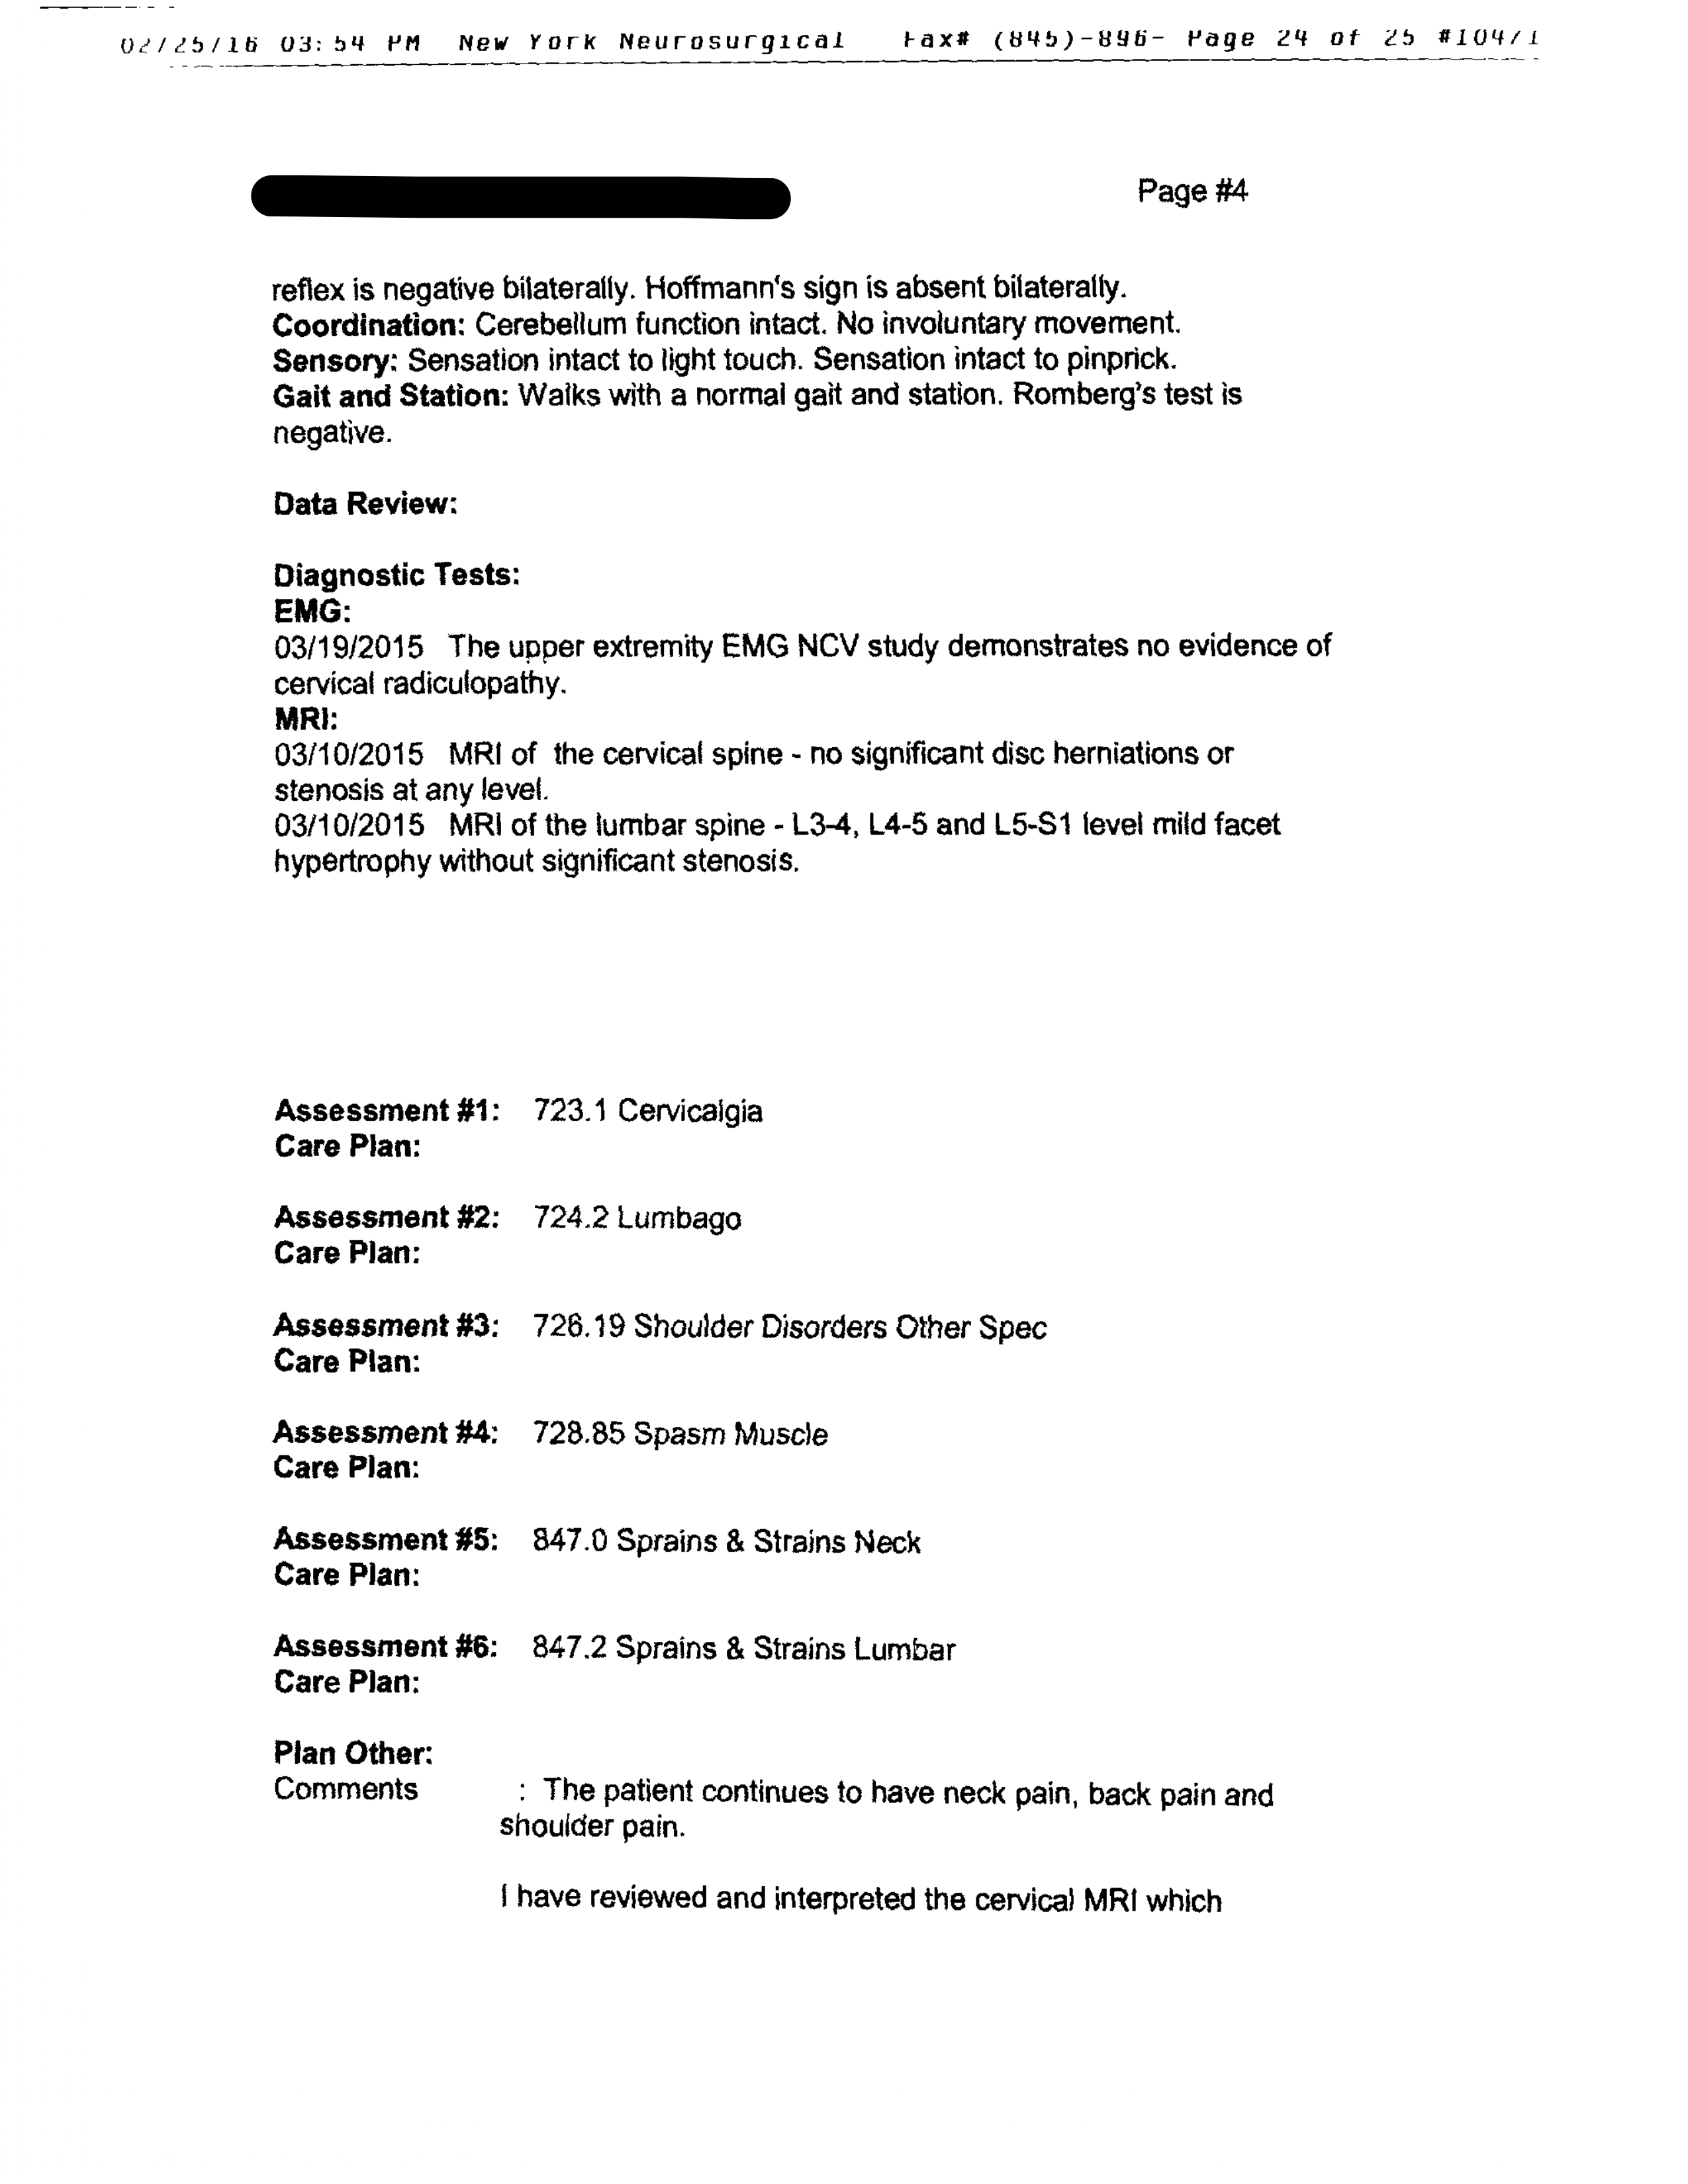 02/25/16 03:54 PM New York Neurosurgical Fax# (845)-896- Page 24 of 25 #104/1
Page #4
reflex is negative bilaterally. Hoffmann's sign is absent bilaterally.
Coordination: Cerebellum function intact. No involuntary movement.
Sensory: Sensation intact to light touch. Sensation intact to pinprick.
Gait and Station: Walks with a normal gait and station. Romberg's test is
negative.
Data Review:
Diagnostic Tests:
EMG:
03/19/2015 The upper extremity EMG NCV study demonstrates no evidence of
cervical radiculopathy.
MRI:
03/10/2015 MRI of the cervical spine - no significant disc herniations or
stenosis at any level.
03/10/2015 MRI of the lumbar spine - L3-4, L4-5 and L5-S1 level mild facet
hypertrophy without significant stenosis.
Assessment #1: 723.1 Cervicalgia
Care Plan:
Assessment #2: 724.2 Lumbago
Care Plan:
Assessment #3: 726.19 Shoulder Disorders Other Spec
Care Plan:
Assessment #4: 728.85 Spasm Muscle
Care Plan:
Assessment #5: 847.0 Sprains & Strains Neck
Care Plan:
Assessment #6: 847.2 Sprains & Strains Lumbar
Care Plan:
Plan Other:
Comments : The patient continues to have neck pain, back pain and
shoulder pain.
I have reviewed and interpreted the cervical MRI which